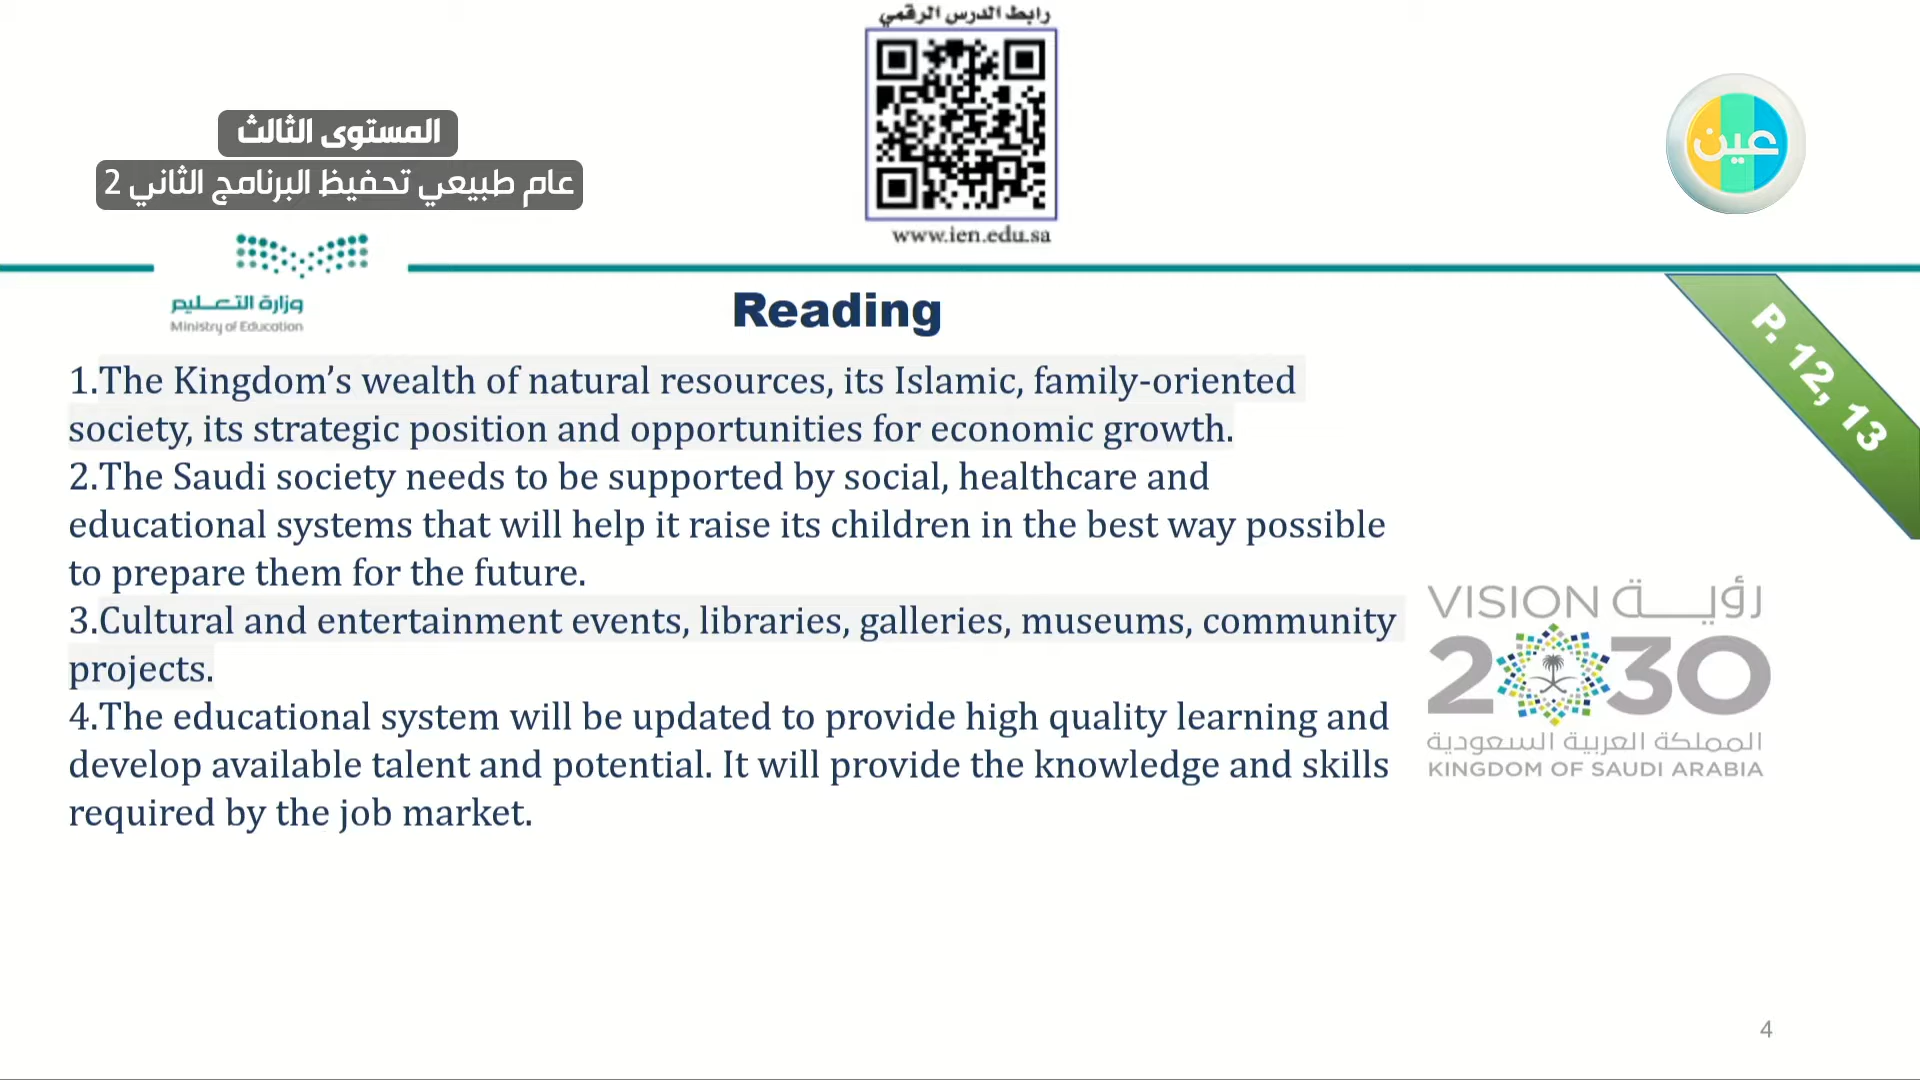 رابط الدرس الرقمي
www.ien.edu.sa
المستوى الثالث
عام طبيعي تحفيظ البرنامج الثاني 2
عين
وزارة التعليم
Ministry of Education
Reading
P. 12, 13
1.The Kingdom’s wealth of natural resources, its Islamic, family-oriented
society, its strategic position and opportunities for economic growth.
2.The Saudi society needs to be supported by social, healthcare and
educational systems that will help it raise its children in the best way possible
to prepare them for the future.
3.Cultural and entertainment events, libraries, galleries, museums, community
projects.
4.The educational system will be updated to provide high quality learning and
develop available talent and potential. It will provide the knowledge and skills
required by the job market.
VISION رؤية
2030
المملكة العربية السعودية
KINGDOM OF SAUDI ARABIA
4